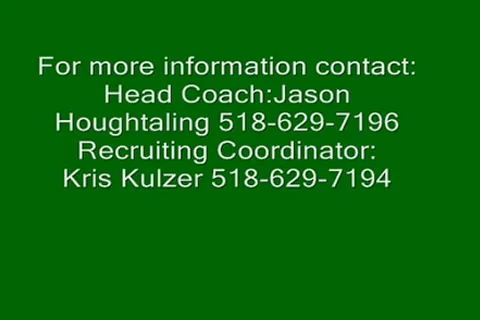 For more information contact:
Head Coach:Jason
Houghtaling 518-629-7196
Recruiting Coordinator:
Kris Kulzer 518-629-7194